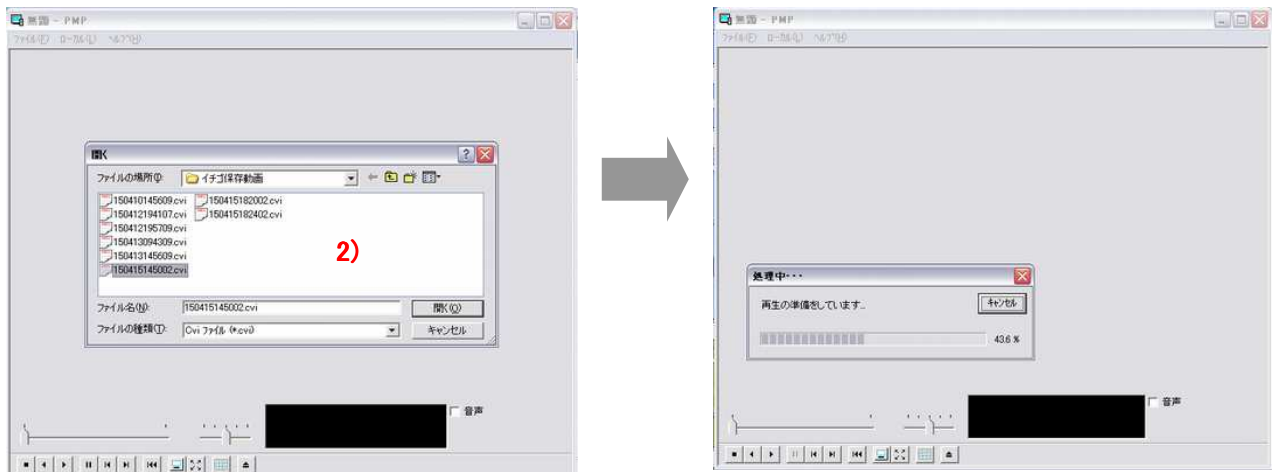 無題 - PMP
ファイル(F) ローカル(L) ヘルプ(H)
開く
ファイルの場所(I):
イチゴ保存動画
150410145609.cvi
150412194107.cvi
150412195709.cvi
150413094309.cvi
150413145609.cvi
150415145002.cvi
150415182002.cvi
150415182402.cvi
2)
ファイル名(N):
150415145002.cvi
開く(O)
ファイルの種類(T):
Cvi ファイル (*.cvi)
キャンセル
音声
無題 - PMP
ファイル(F) ローカル(L) ヘルプ(H)
処理中・・・
再生の準備をしています...
キャンセル
43.6 %
音声